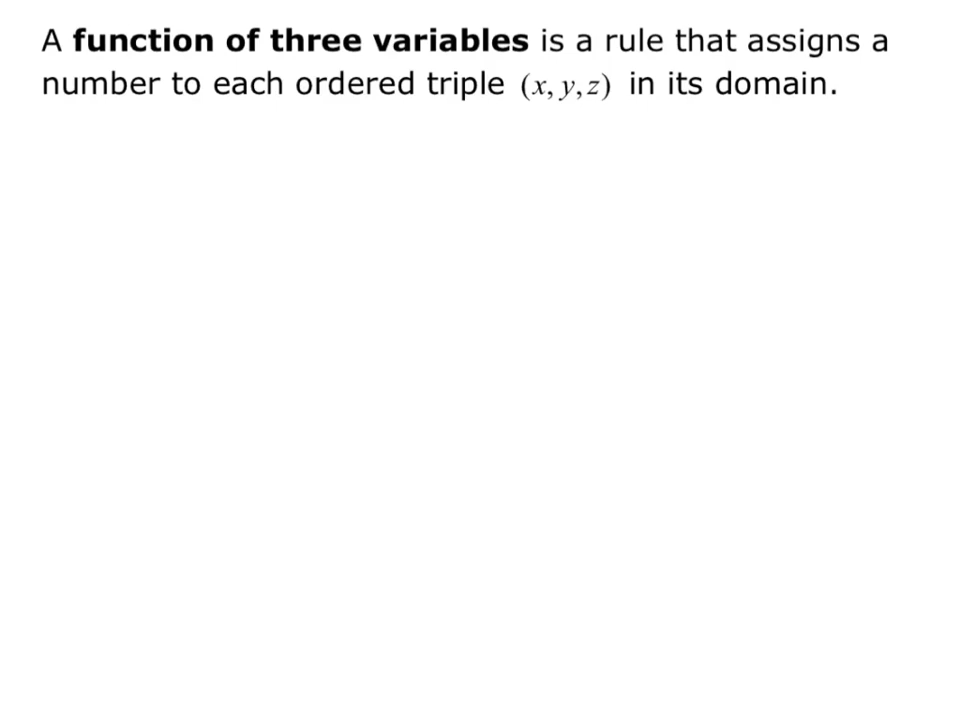 A function of three variables is a rule that assigns a
number to each ordered triple (x, y, z) in its domain.